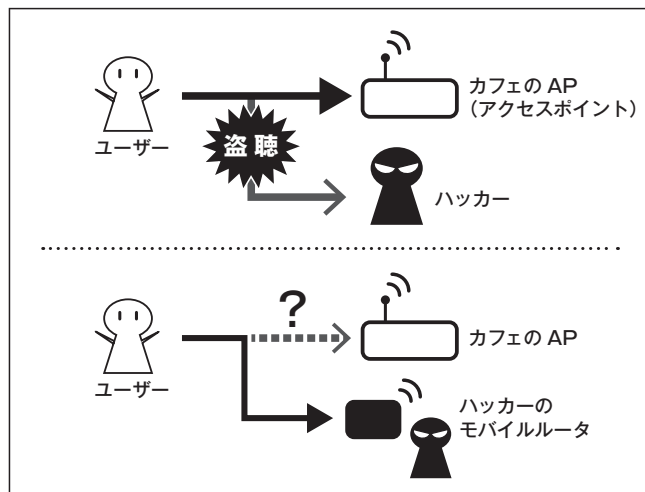 カフェの AP
（アクセスポイント）
ユーザー
盗聴
ハッカー
?
カフェの AP
ユーザー
ハッカーの
モバイルルータ